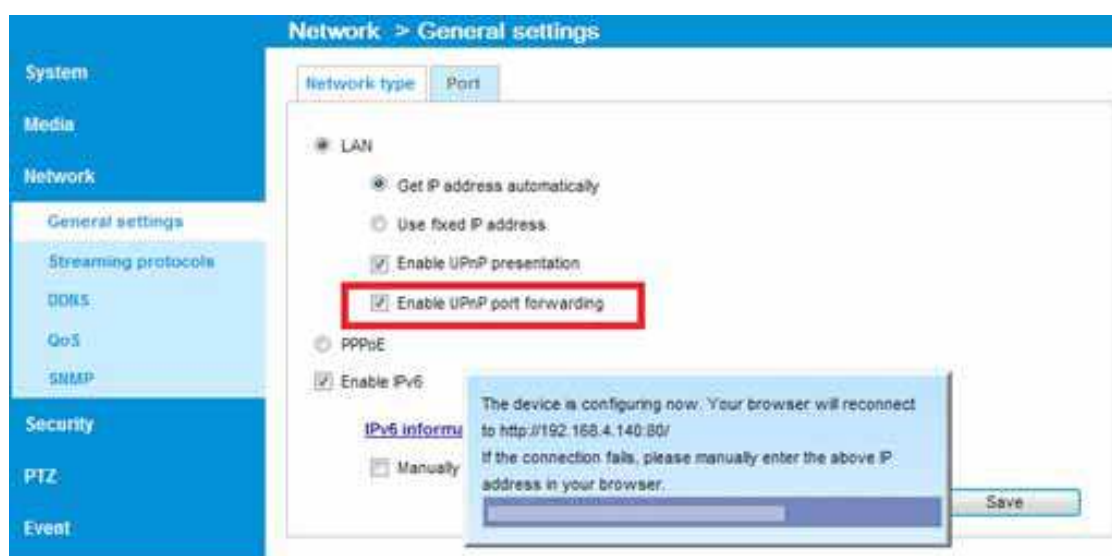 Network > General settings
System
Media
Network
General settings
Streaming protocols
DDNS
QoS
SNMP
Security
PTZ
Event
Network type
Port
LAN
Get IP address automatically
Use fixed IP address
Enable UPnP presentation
Enable UPnP port forwarding
PPPoE
Enable IPv6
IPv6 informa
Manually
The device is configuring now. Your browser will reconnect
to http://192.168.4.140:80/
If the connection fails, please manually enter the above IP
address in your browser.
Save